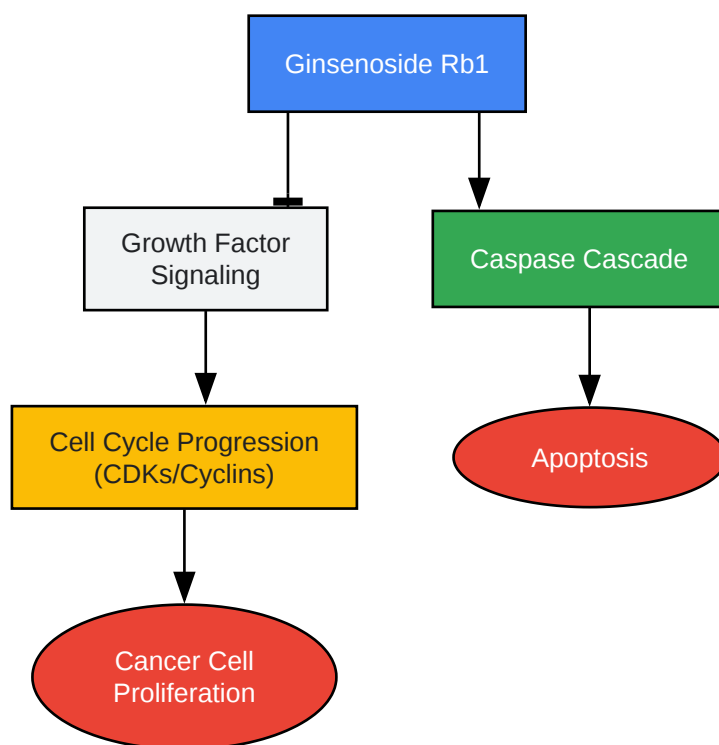 Ginsenoside Rb1
Growth Factor
Signaling
Caspase Cascade
Cell Cycle Progression
(CDKs/Cyclins)
Apoptosis
Cancer Cell
Proliferation